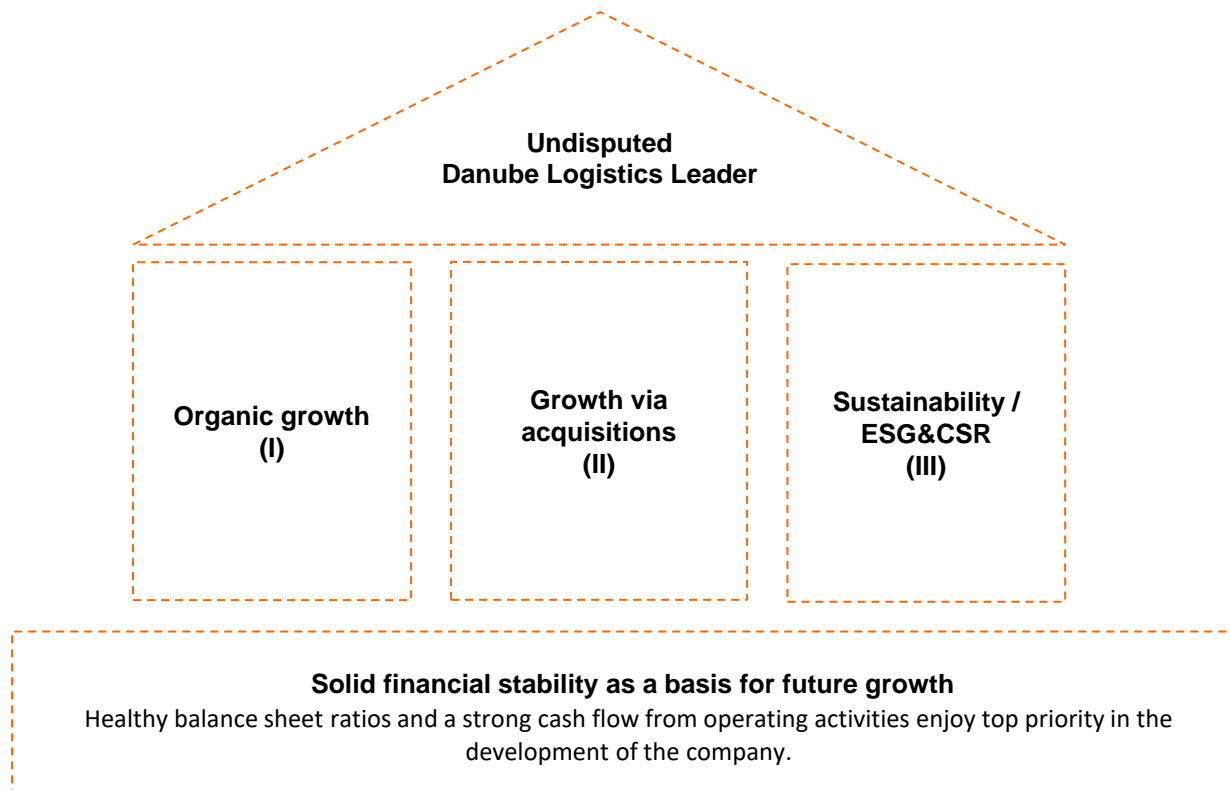 Undisputed
Danube Logistics Leader
Organic growth
(I)
Growth via
acquisitions
(II)
Sustainability /
ESG&CSR
(III)
Solid financial stability as a basis for future growth
Healthy balance sheet ratios and a strong cash flow from operating activities enjoy top priority in the
development of the company.